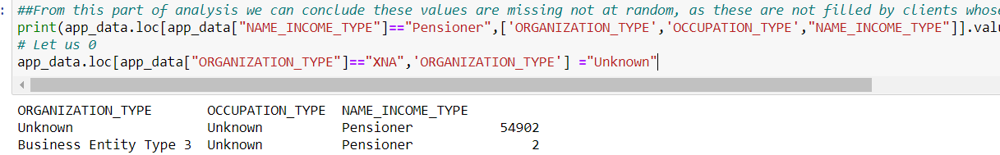 : ##From this part of analysis we can conclude these values are missing not at random, as these are not filled by clients whose
print(app_data.loc[app_data["NAME_INCOME_TYPE"]=="Pensioner",['ORGANIZATION_TYPE','OCCUPATION_TYPE',"NAME_INCOME_TYPE"]].valu
# Let us 0
app_data.loc[app_data["ORGANIZATION_TYPE"]=="XNA",'ORGANIZATION_TYPE'] ="Unknown"
ORGANIZATION_TYPE OCCUPATION_TYPE NAME_INCOME_TYPE
Unknown Unknown Pensioner 54902
Business Entity Type 3 Unknown Pensioner 2